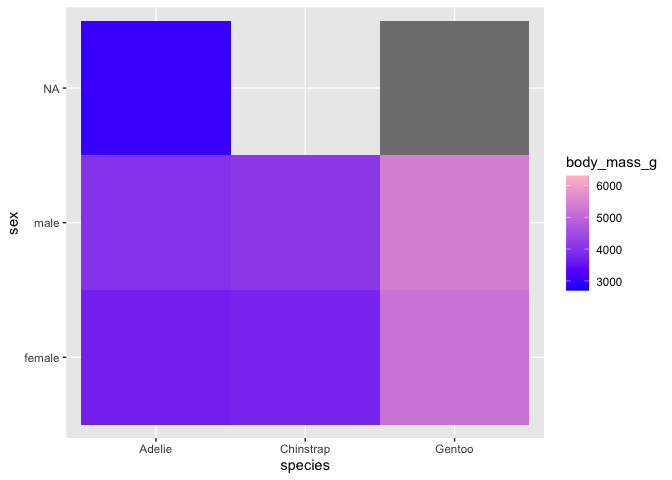 NA
male
female
sex
Adelie
Chinstrap
Gentoo
species
body_mass_g
6000
5000
4000
3000